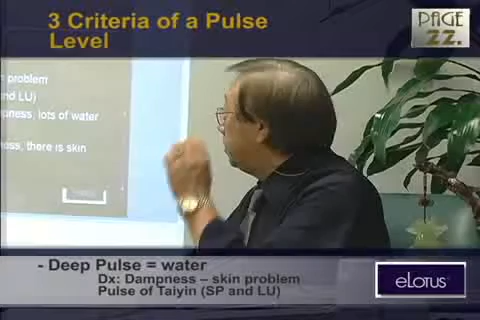 3 Criteria of a Pulse
Level
PAGE
22.
problem
nd LU)
ness, lots of water
ness, there is skin
- Deep Pulse = water
Dx: Dampness – skin problem
Pulse of Taiyin (SP and LU)
eLOTUS